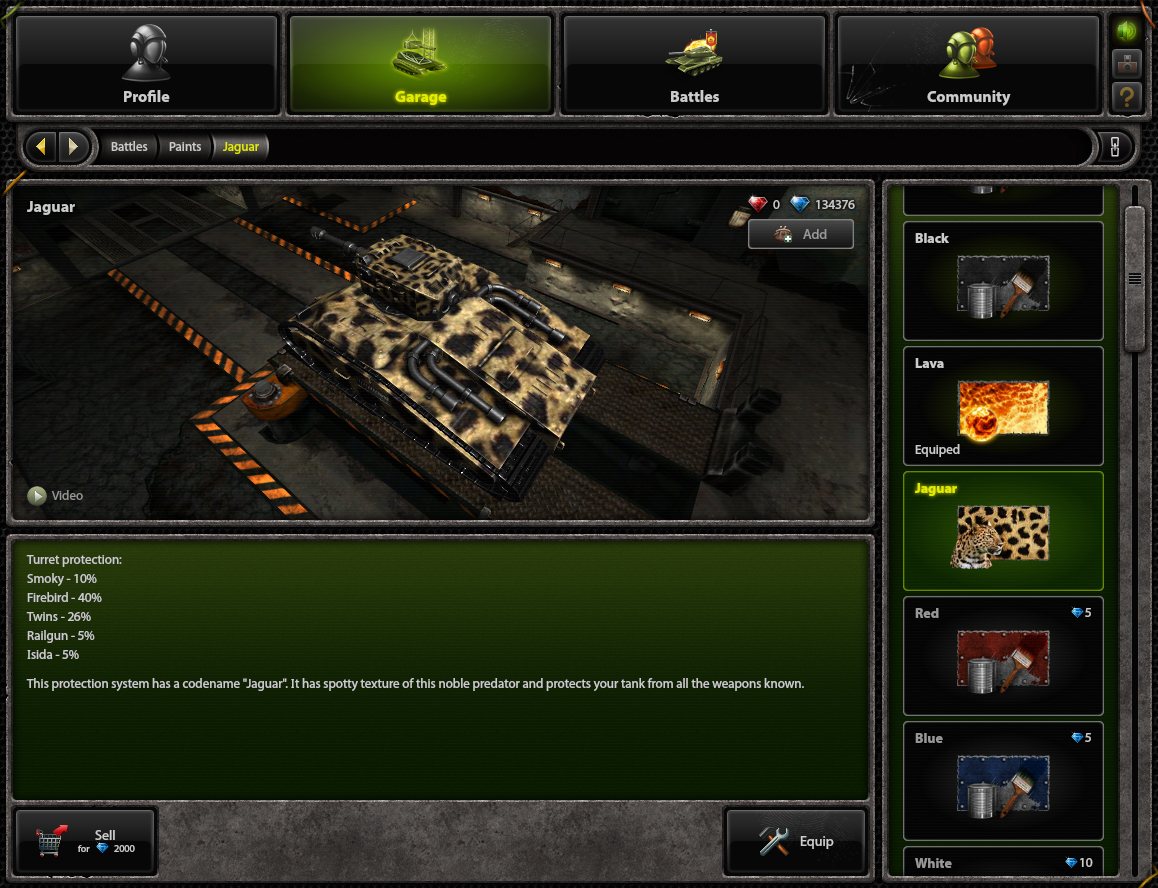 Profile
Garage
Battles
Community
?
Battles
Paints
Jaguar
Jaguar
0
134376
Add
Video
Turret protection:
Smoky - 10%
Firebird - 40%
Twins - 26%
Railgun - 5%
Isida - 5%
This protection system has a codename "Jaguar". It has spotty texture of this noble predator and protects your tank from all the weapons known.
Sell
for 2000
Equip
Black
Lava
Equiped
Jaguar
Red
5
Blue
5
White
10